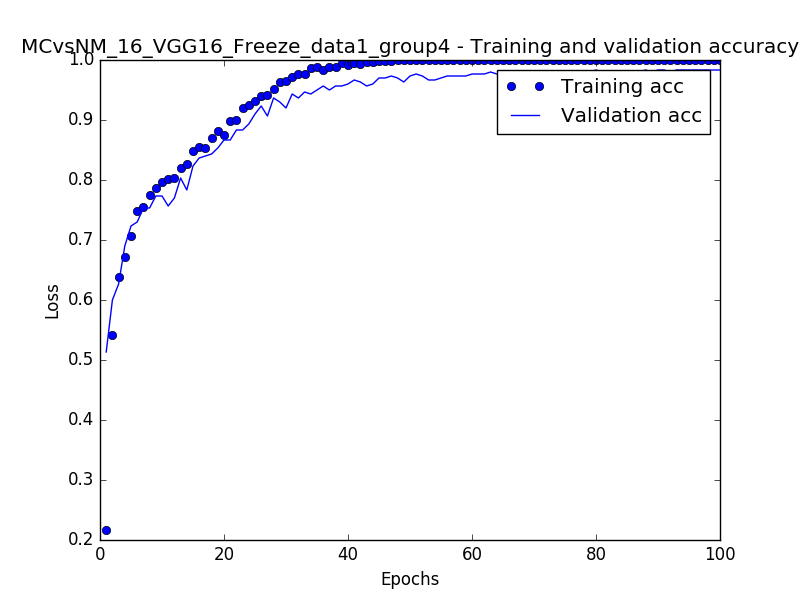 MCvsNM_16_VGG16_Freeze_data1_group4 - Training and validation accuracy
1.0
0.9
0.8
0.7
0.6
0.5
0.4
0.3
0.2
Loss
Training acc
Validation acc
0 20 40 60 80 100
Epochs